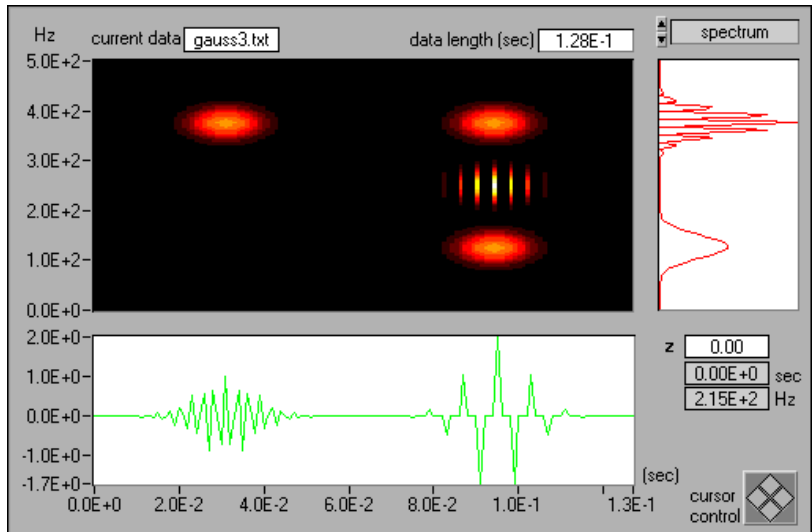 Hz current data gauss3.txt data length (sec) 1.28E-1 spectrum
5.0E+2
4.0E+2
3.0E+2
2.0E+2
1.0E+2
0.0E+0
2.0E+0
1.0E+0
0.0E+0
-1.0E+0
-1.7E+0
0.0E+0 2.0E-2 4.0E-2 6.0E-2 8.0E-2 1.0E-1 1.3E-1
(sec)
z 0.00
0.00E+0 sec
2.15E+2 Hz
cursor
control